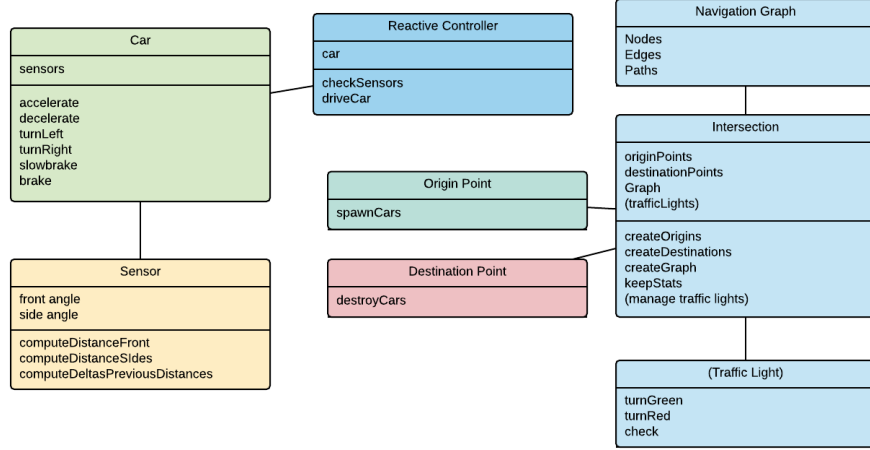 Car
sensors
accelerate
decelerate
turnLeft
turnRight
slowbrake
brake
Reactive Controller
car
checkSensors
driveCar
Navigation Graph
Nodes
Edges
Paths
Intersection
originPoints
destinationPoints
Graph
(trafficLights)
createOrigins
createDestinations
createGraph
keepStats
(manage traffic lights)
Origin Point
spawnCars
Destination Point
destroyCars
Sensor
front angle
side angle
computeDistanceFront
computeDistanceSIdes
computeDeltasPreviousDistances
(Traffic Light)
turnGreen
turnRed
check